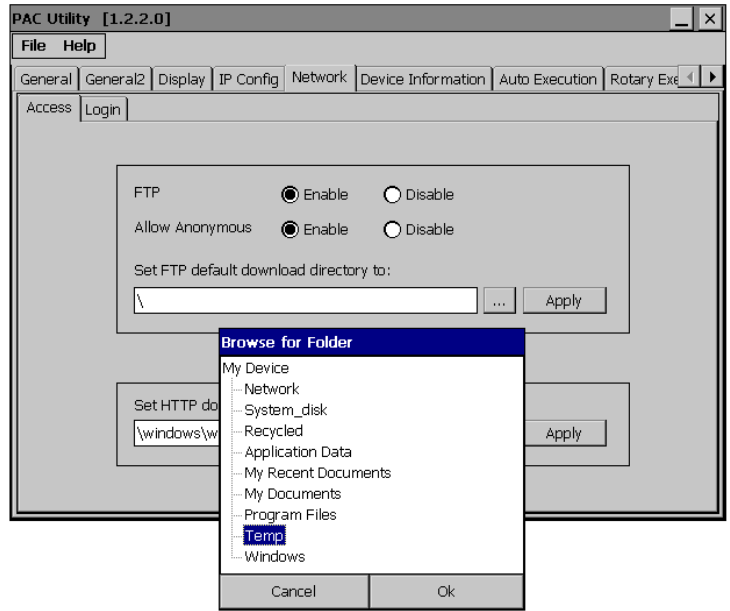 PAC Utility [1.2.2.0]
File Help
General General2 Display IP Config Network Device Information Auto Execution Rotary Exe
Access Login
FTP Enable Disable
Allow Anonymous Enable Disable
Set FTP default download directory to:
\ ... Apply
Browse for Folder
My Device
Network
System_disk
Recycled
Application Data
My Recent Documents
My Documents
Program Files
Temp
Windows
Cancel Ok
Set HTTP do
\windows\w Apply